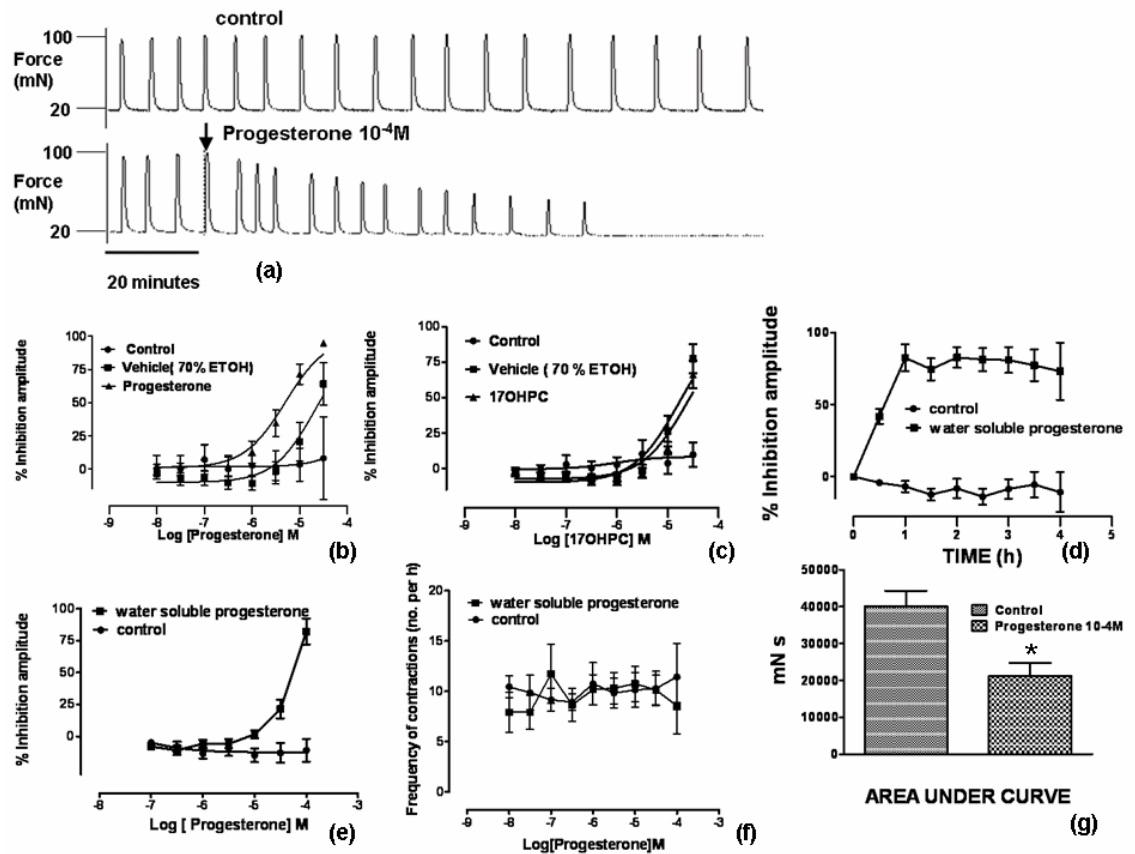 control
100
Force
(mN)
20
Progesterone 10-4M
100
Force
(mN)
20
20 minutes
(a)
% Inhibition amplitude
100
75
50
25
0
Control
Vehicle( 70% ETOH)
Progesterone
-9 -8 -7 -6 -5 -4
Log [Progesterone] M
(b)
% Inhibition amplitude
100
75
50
25
0
Control
Vehicle ( 70 % ETOH)
17OHPC
-9 -8 -7 -6 -5 -4
Log [17OHPC] M
(c)
% Inhibition amplitude
100
50
0
control
water soluble progesterone
0 1 2 3 4 5
TIME (h)
(d)
% Inhibition amplitude
100
75
50
25
0
water soluble progesterone
control
-8 -7 -6 -5 -4 -3
Log [ Progesterone] M
(e)
Frequency of contractions (no. per h)
20
15
10
5
0
water soluble progesterone
control
-9 -8 -7 -6 -5 -4 -3
Log[Progesterone]M
(f)
mN s
50000
40000
30000
20000
10000
0
Control
Progesterone 10-4M
*
AREA UNDER CURVE
(g)